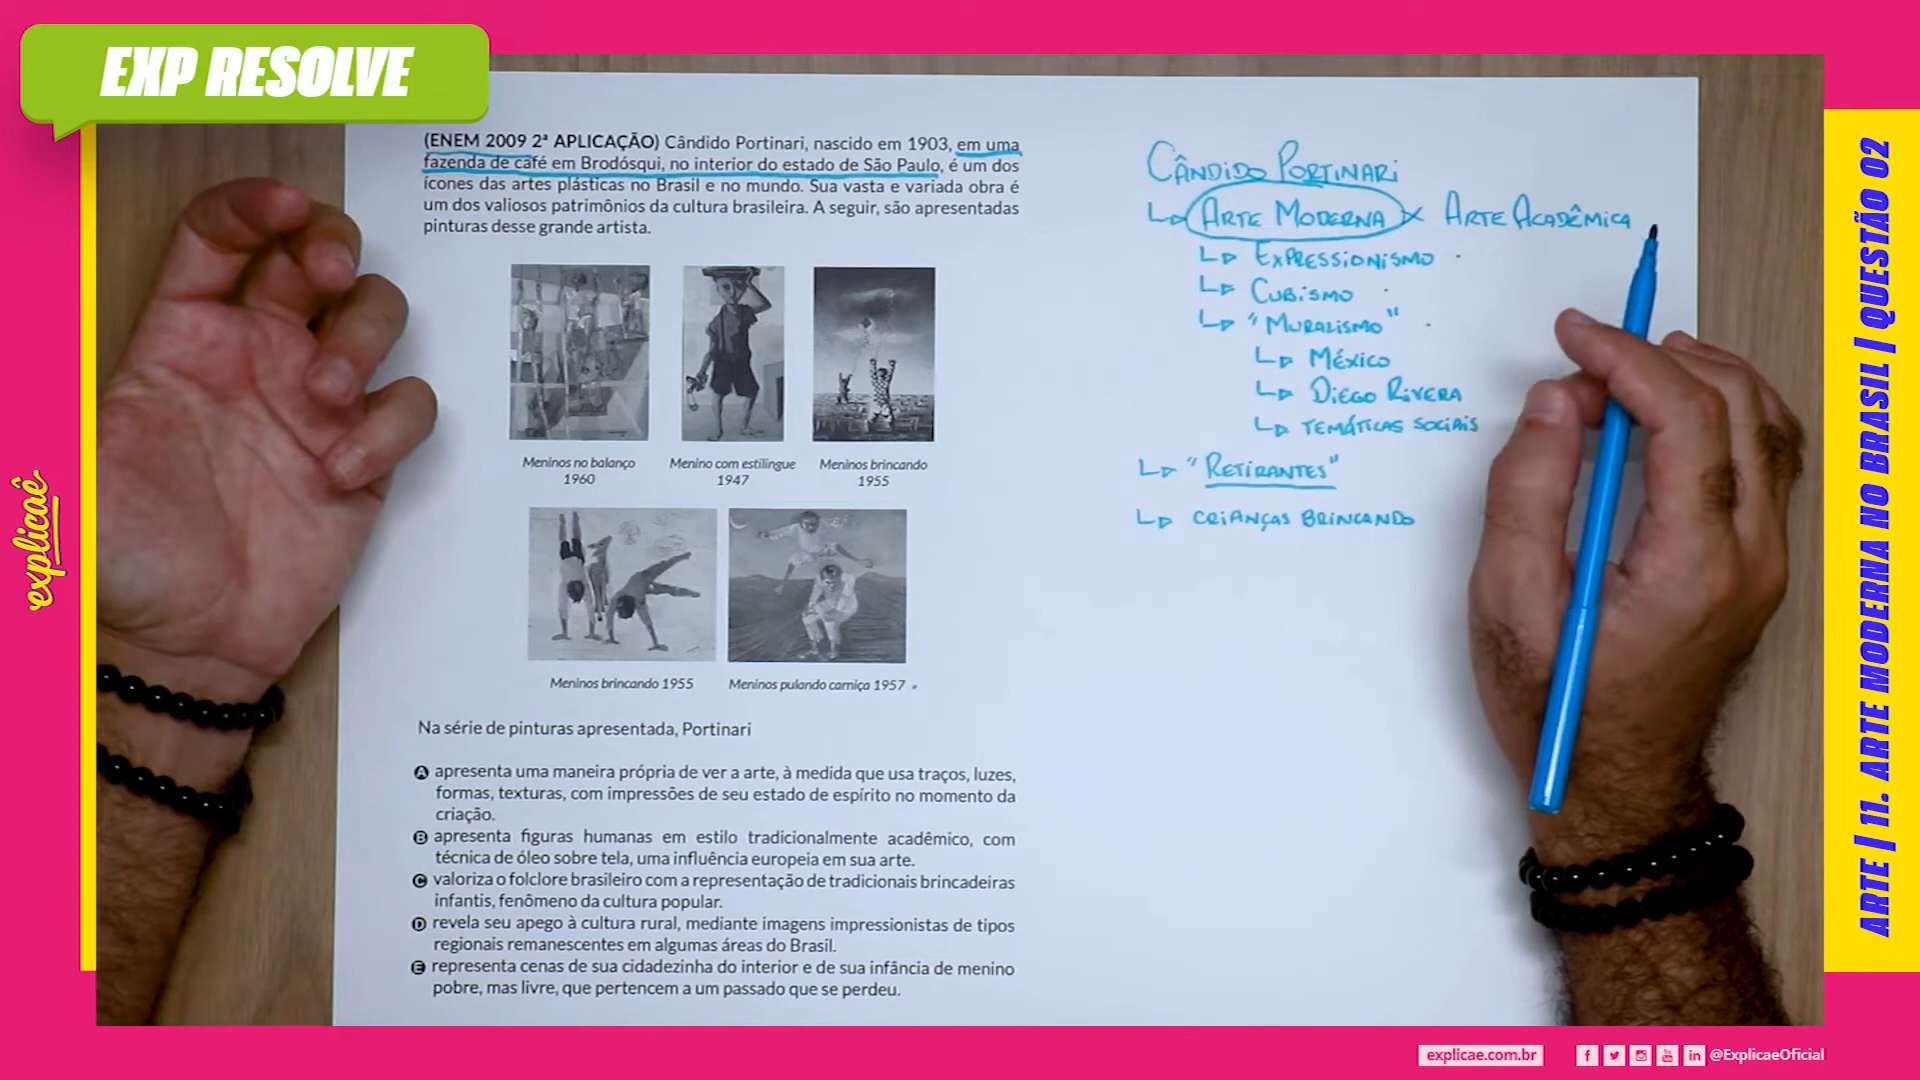 EXP RESOLVE
(ENEM 2009 2ª APLICAÇÃO) Cândido Portinari, nascido em 1903, em uma
fazenda de café em Brodósqui, no interior do estado de São Paulo, é um dos
ícones das artes plásticas no Brasil e no mundo. Sua vasta e variada obra é
um dos valiosos patrimônios da cultura brasileira. A seguir, são apresentadas
pinturas desse grande artista.
Meninos no balanço
1960
Menino com estilingue
1947
Meninos brincando
1955
Meninos brincando 1955
Meninos pulando carniça 1957
Na série de pinturas apresentada, Portinari
A apresenta uma maneira própria de ver a arte, à medida que usa traços, luzes,
formas, texturas, com impressões de seu estado de espírito no momento da
criação.
B apresenta figuras humanas em estilo tradicionalmente acadêmico, com
técnica de óleo sobre tela, uma influência europeia em sua arte.
C valoriza o folclore brasileiro com a representação de tradicionais brincadeiras
infantis, fenômeno da cultura popular.
D revela seu apego à cultura rural, mediante imagens impressionistas de tipos
regionais remanescentes em algumas áreas do Brasil.
E representa cenas de sua cidadezinha do interior e de sua infância de menino
pobre, mas livre, que pertencem a um passado que se perdeu.
CÂNDIDO PORTINARI
ARTE MODERNA X ARTE ACADÊMICA
EXPRESSIONISMO
CUBISMO
"MURALISMO"
MÉXICO
DIEGO RIVERA
TEMÁTICAS SOCIAIS
"RETIRANTES"
CRIANÇAS BRINCANDO
explicaê
ARTE | 11. ARTE MODERNA NO BRASIL | QUESTÃO 02
explicae.com.br
@ExplicaeOficial